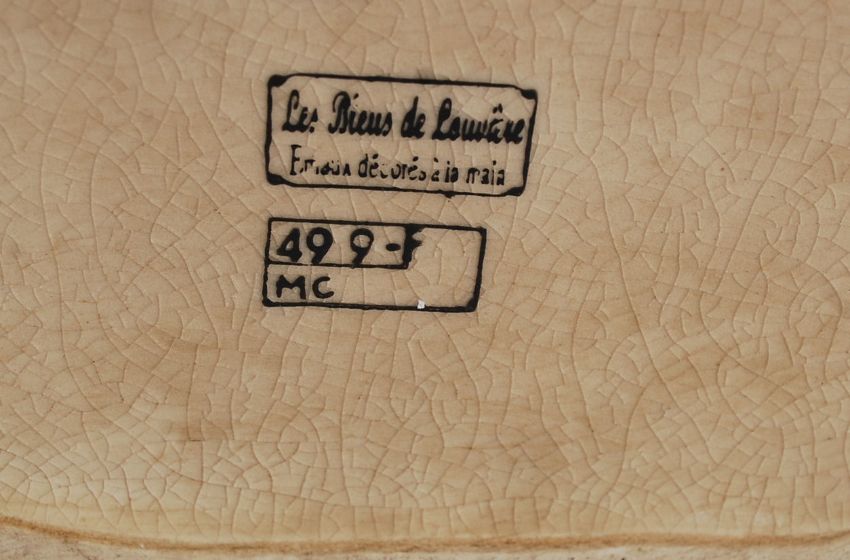 Les Bleus de Louvière
Emaux décorés à la main
499-F
MC